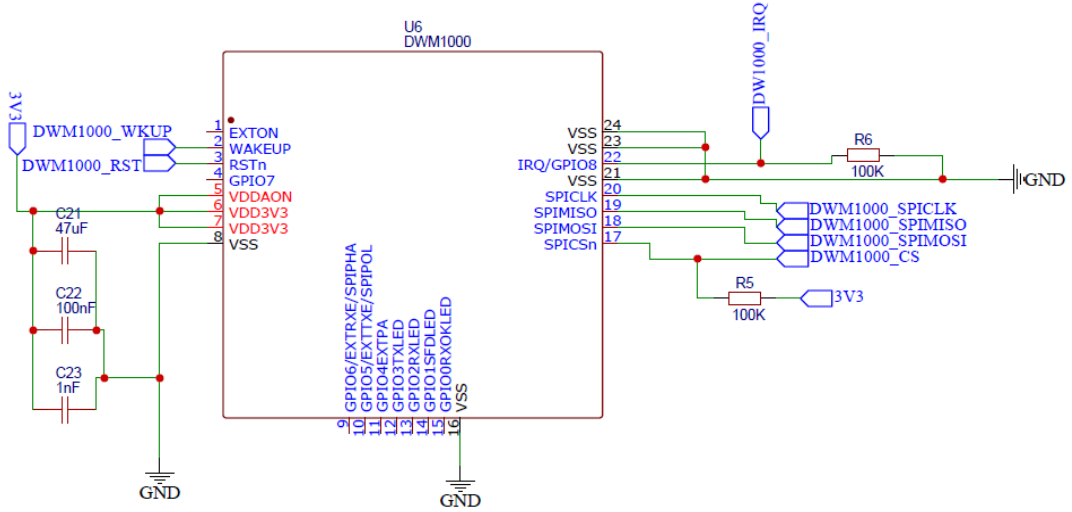 U6
DWM1000
3V3
DWM1000_WKUP
DWM1000_RST
1 EXTON
2 WAKEUP
3 RSTn
4 GPIO7
5 VDDAON
6 VDD3V3
7 VDD3V3
8 VSS
C21
47uF
C22
100nF
C23
1nF
GND
9 GPIO6/EXTRXE/SPIPHA
10 GPIO5/EXTTXE/SPIPOL
11 GPIO4EXTPA
12 GPIO3TXLED
13 GPIO2RXLED
14 GPIO1SFDLED
15 GPIO0RXOKLED
16 VSS
GND
VSS 24
VSS 23
IRQ/GPIO8 22
VSS 21
SPICLK 20
SPIMISO 19
SPIMOSI 18
SPICSn 17
DW1000_IRQ
R6
100K
GND
DWM1000_SPICLK
DWM1000_SPIMISO
DWM1000_SPIMOSI
DWM1000_CS
R5
100K
3V3